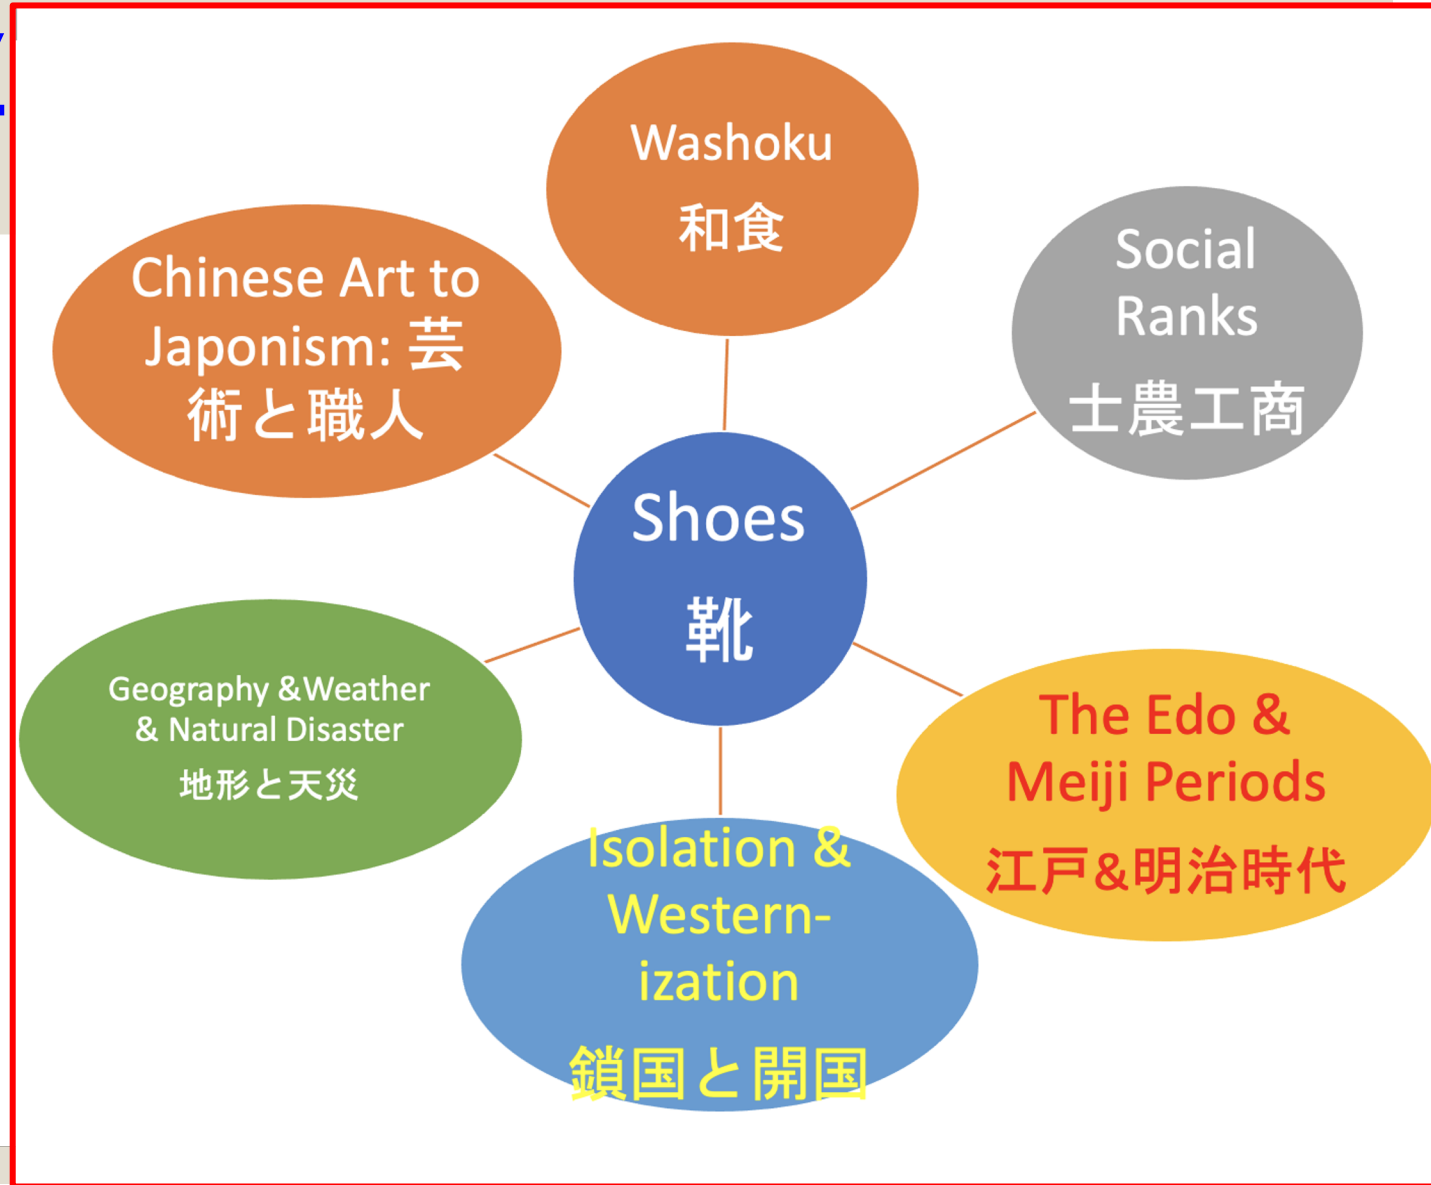 Washoku
和食
Social
Ranks
士農工商
Chinese Art to
Japonism: 芸
術と職人
Shoes
靴
Geography &Weather
& Natural Disaster
地形と天災
The Edo &
Meiji Periods
江戸&明治時代
Isolation &
Western-
ization
鎖国と開国